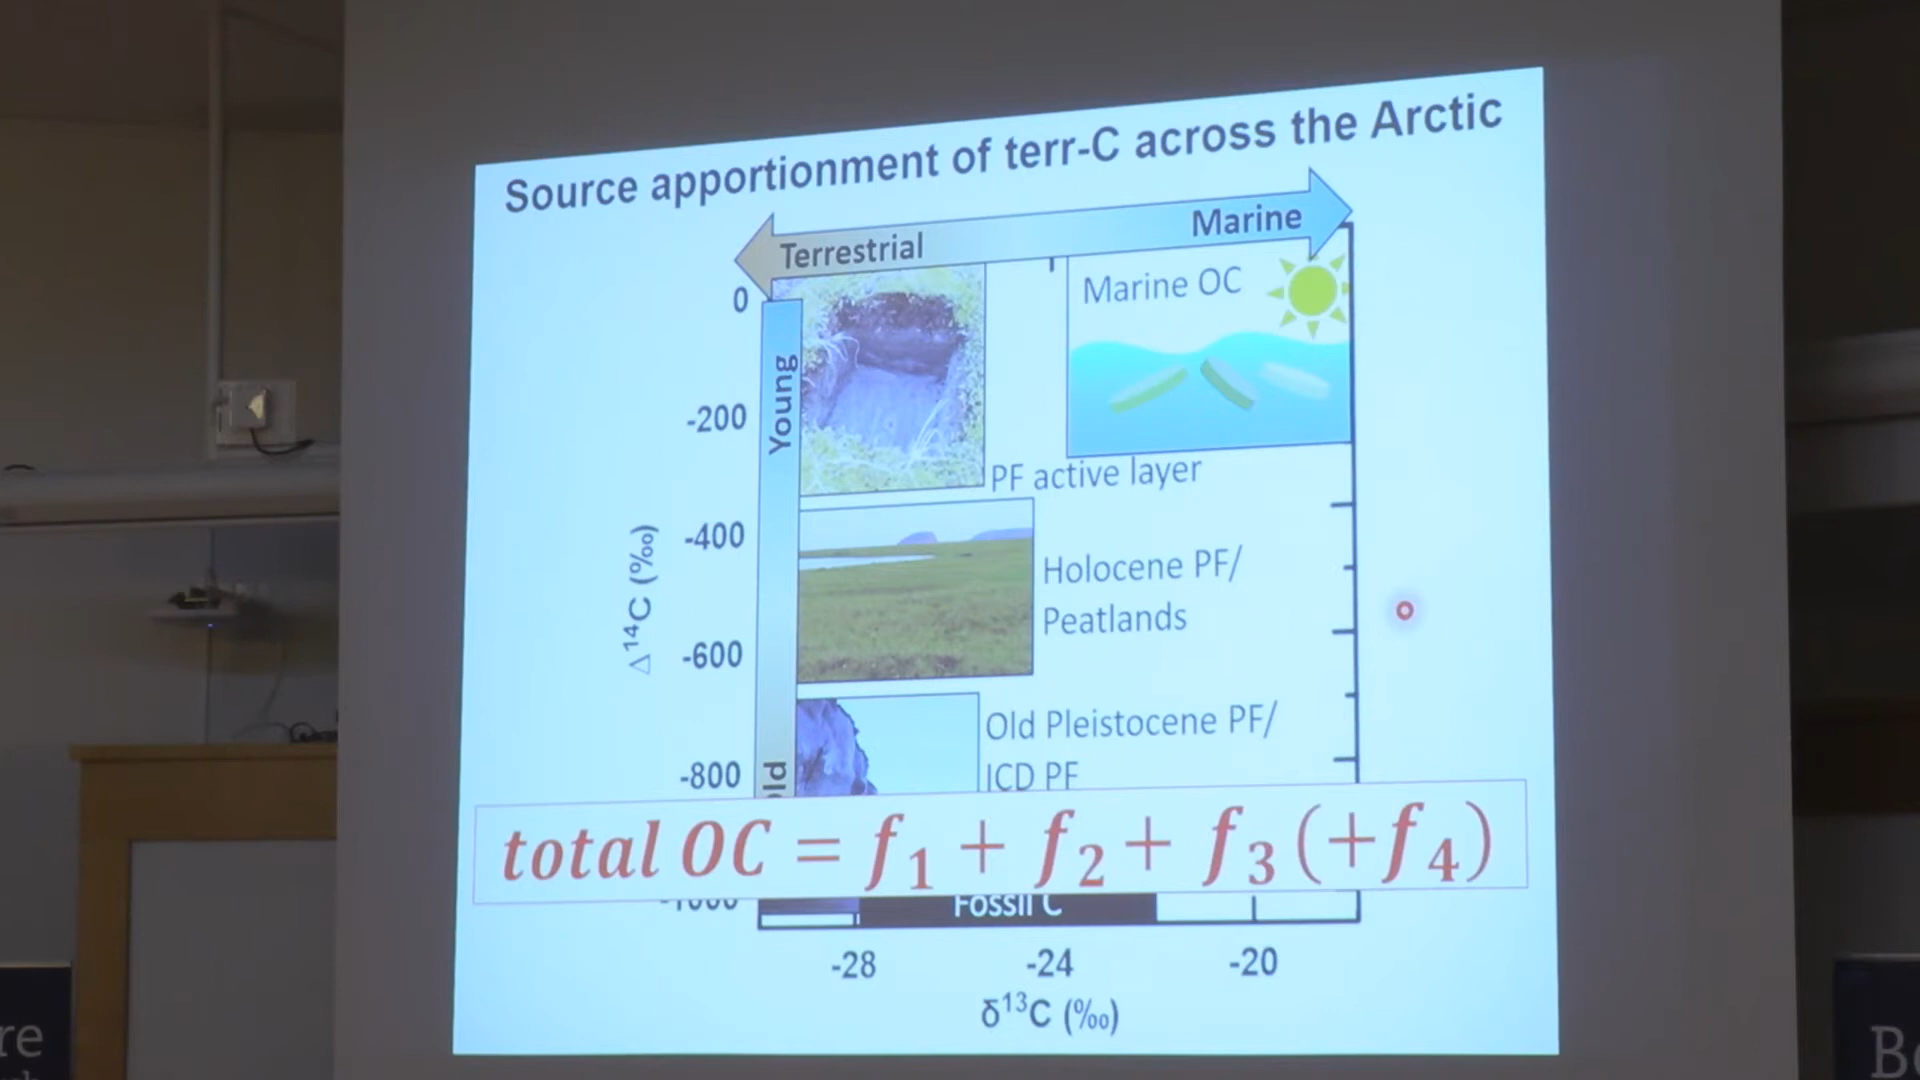 Source apportionment of terr-C across the Arctic
Terrestrial
Marine
Marine OC
0
Young
-200
PF active layer
-400
Holocene PF/
Peatlands
Δ¹⁴C (‰)
-600
Old Pleistocene PF/
ICD PF
-800
total OC = f₁ + f₂ + f₃ (+f₄)
-1000
Fossil C
-28
-24
-20
δ¹³C (‰)
re